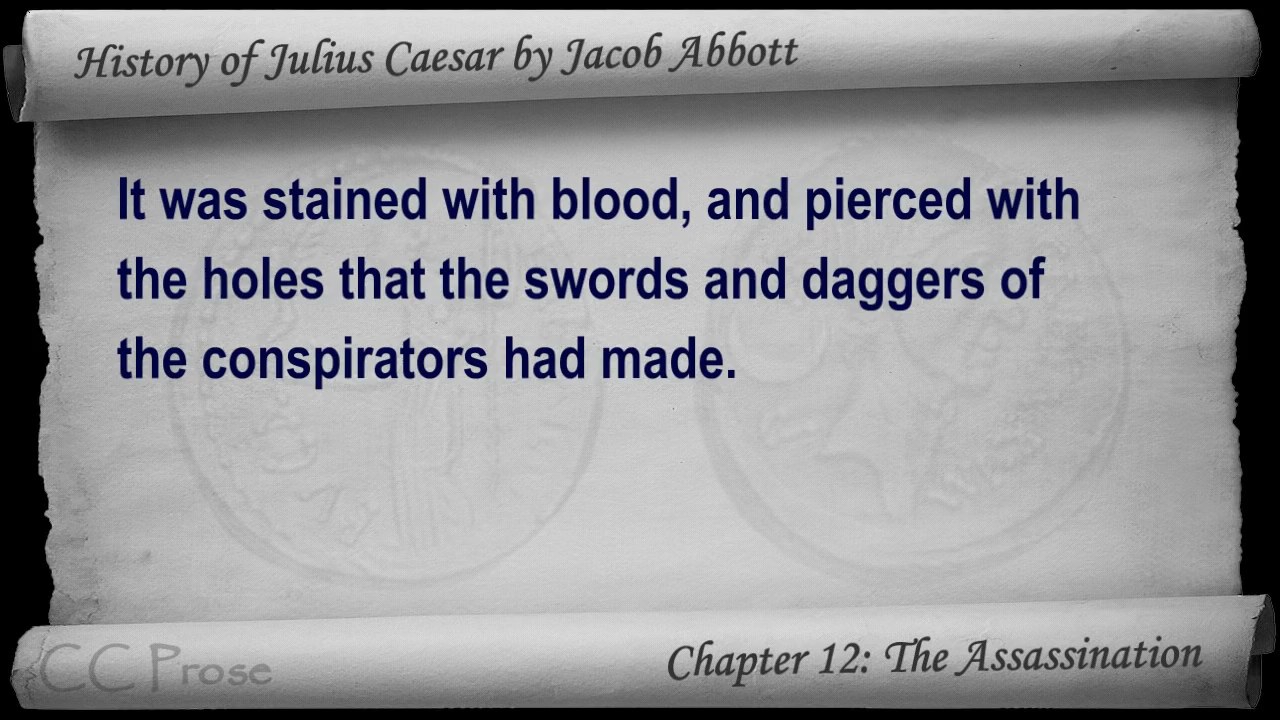 History of Julius Caesar by Jacob Abbott
It was stained with blood, and pierced with
the holes that the swords and daggers of
the conspirators had made.
CC Prose
Chapter 12: The Assassination